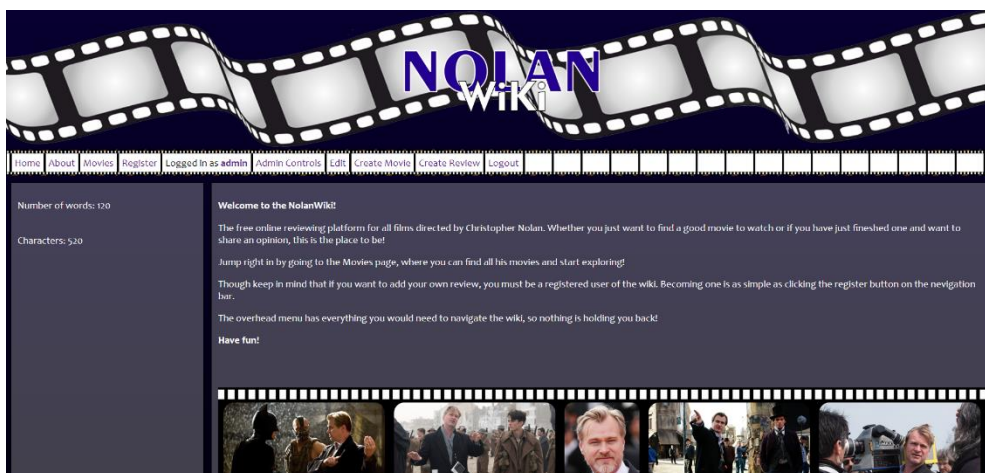 NOLAN
WiKi
Home About Movies Register Logged in as admin Admin Controls Edit Create Movie Create Review Logout
Number of words: 120
Characters: 520
Welcome to the NolanWiki!
The free online reviewing platform for all films directed by Christopher Nolan. Whether you just want to find a good movie to watch or if you have just fineshed one and want to
share an opinion, this is the place to be!
Jump right in by going to the Movies page, where you can find all his movies and start exploring!
Though keep in mind that if you want to add your own review, you must be a registered user of the wiki. Becoming one is as simple as clicking the register button on the nevigation
bar.
The overhead menu has everything you would need to navigate the wiki, so nothing is holding you back!
Have fun!